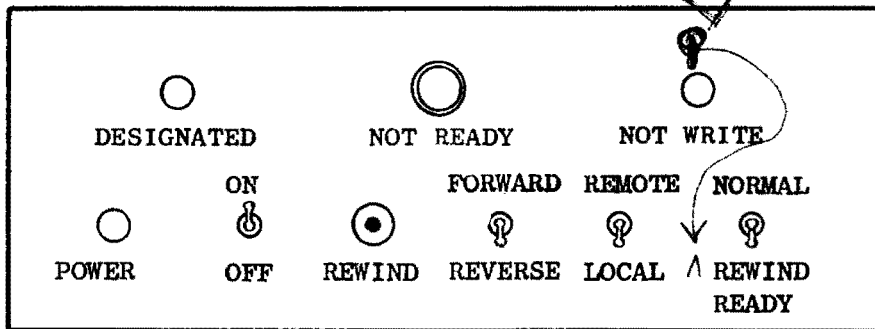 DESIGNATED NOT READY NOT WRITE
ON FORWARD REMOTE NORMAL
POWER OFF REWIND REVERSE LOCAL REWIND
READY